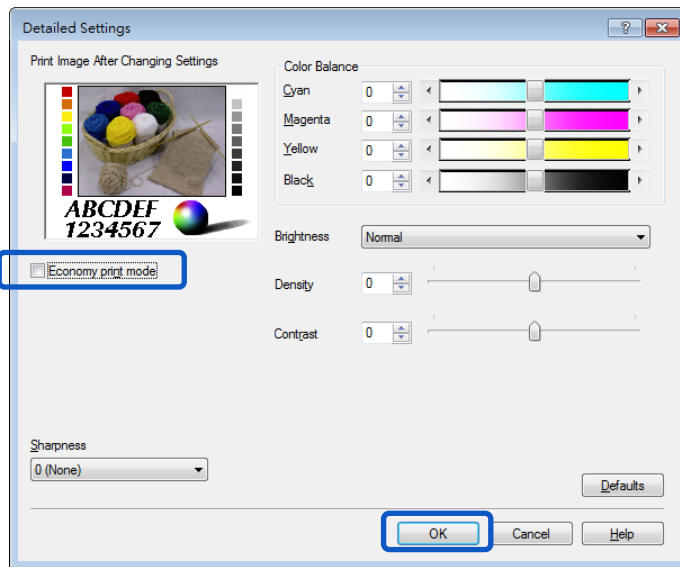 Detailed Settings
Print Image After Changing Settings
ABCDEF
1234567
Economy print mode
Sharpness
0 (None)
Color Balance
Cyan 0
Magenta 0
Yellow 0
Black 0
Brightness Normal
Density 0
Contrast 0
Defaults
OK Cancel Help